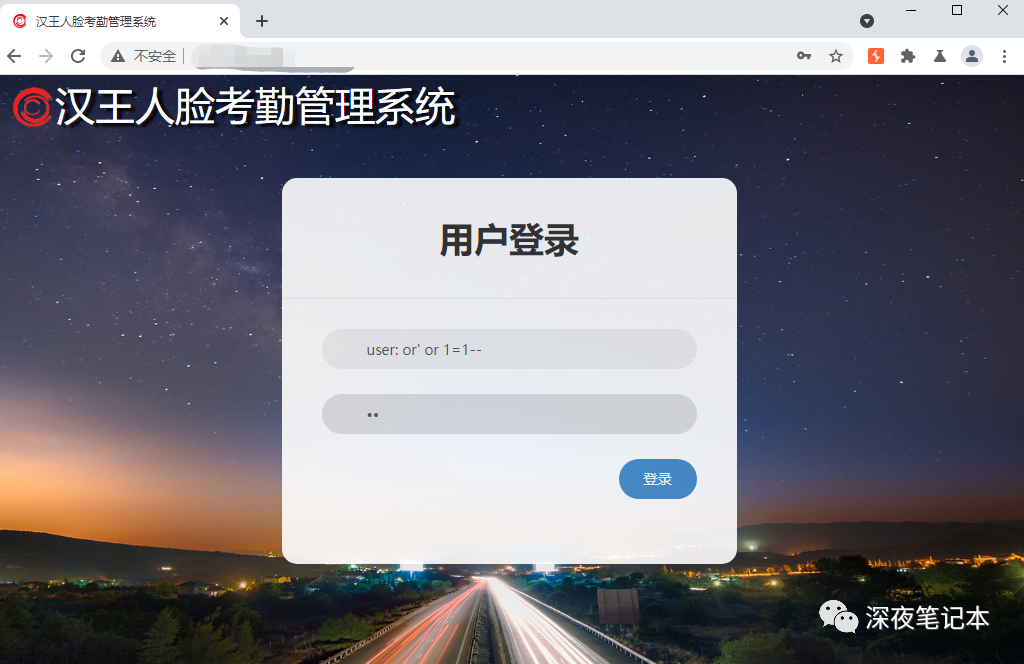 汉王人脸考勤管理系统
不安全
汉王人脸考勤管理系统
用户登录
user: or' or 1=1--
登录
深夜笔记本